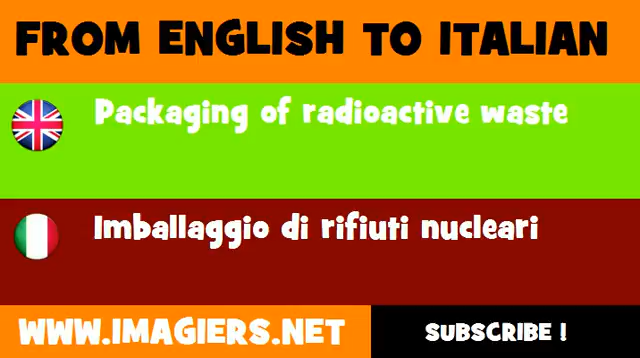 FROM ENGLISH TO ITALIAN
Packaging of radioactive waste
Imballaggio di rifiuti nucleari
WWW.IMAGIERS.NET
SUBSCRIBE !